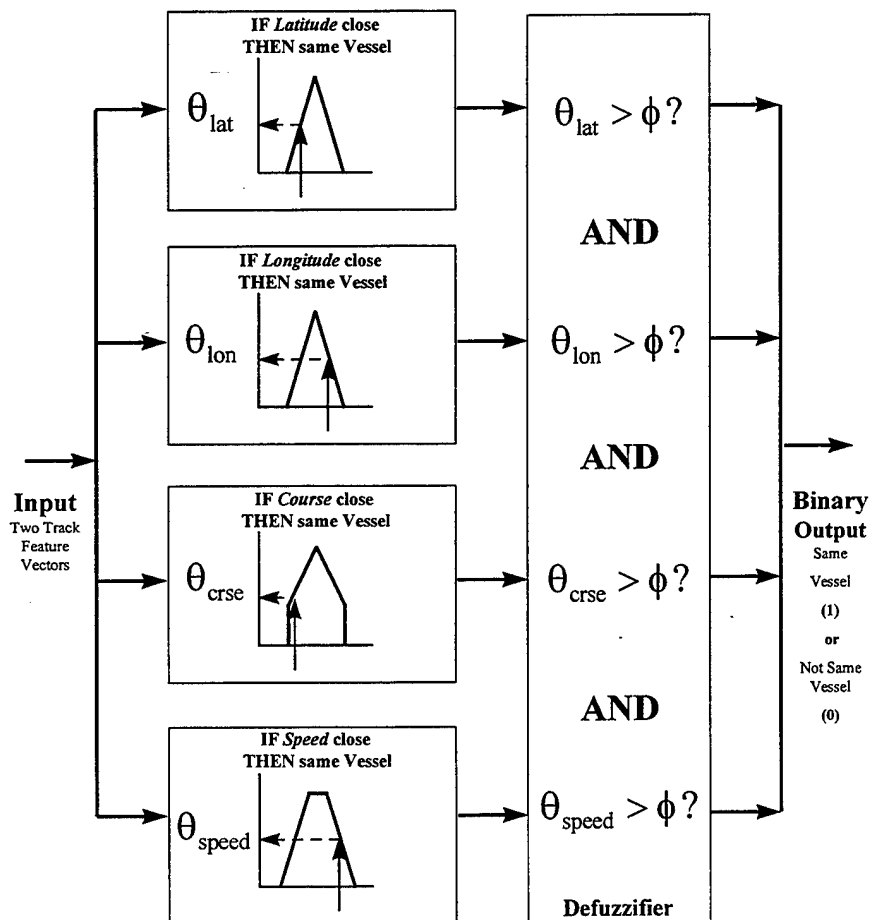 IF Latitude close
THEN same Vessel
θlat
θlat > ϕ?
AND
IF Longitude close
THEN same Vessel
θlon
θlon > ϕ?
AND
Input
Two Track
Feature
Vectors
IF Course close
THEN same Vessel
θcrse
θcrse > ϕ?
AND
IF Speed close
THEN same Vessel
θspeed
θspeed > ϕ?
Defuzzifier
Binary
Output
Same
Vessel
(1)
or
Not Same
Vessel
(0)